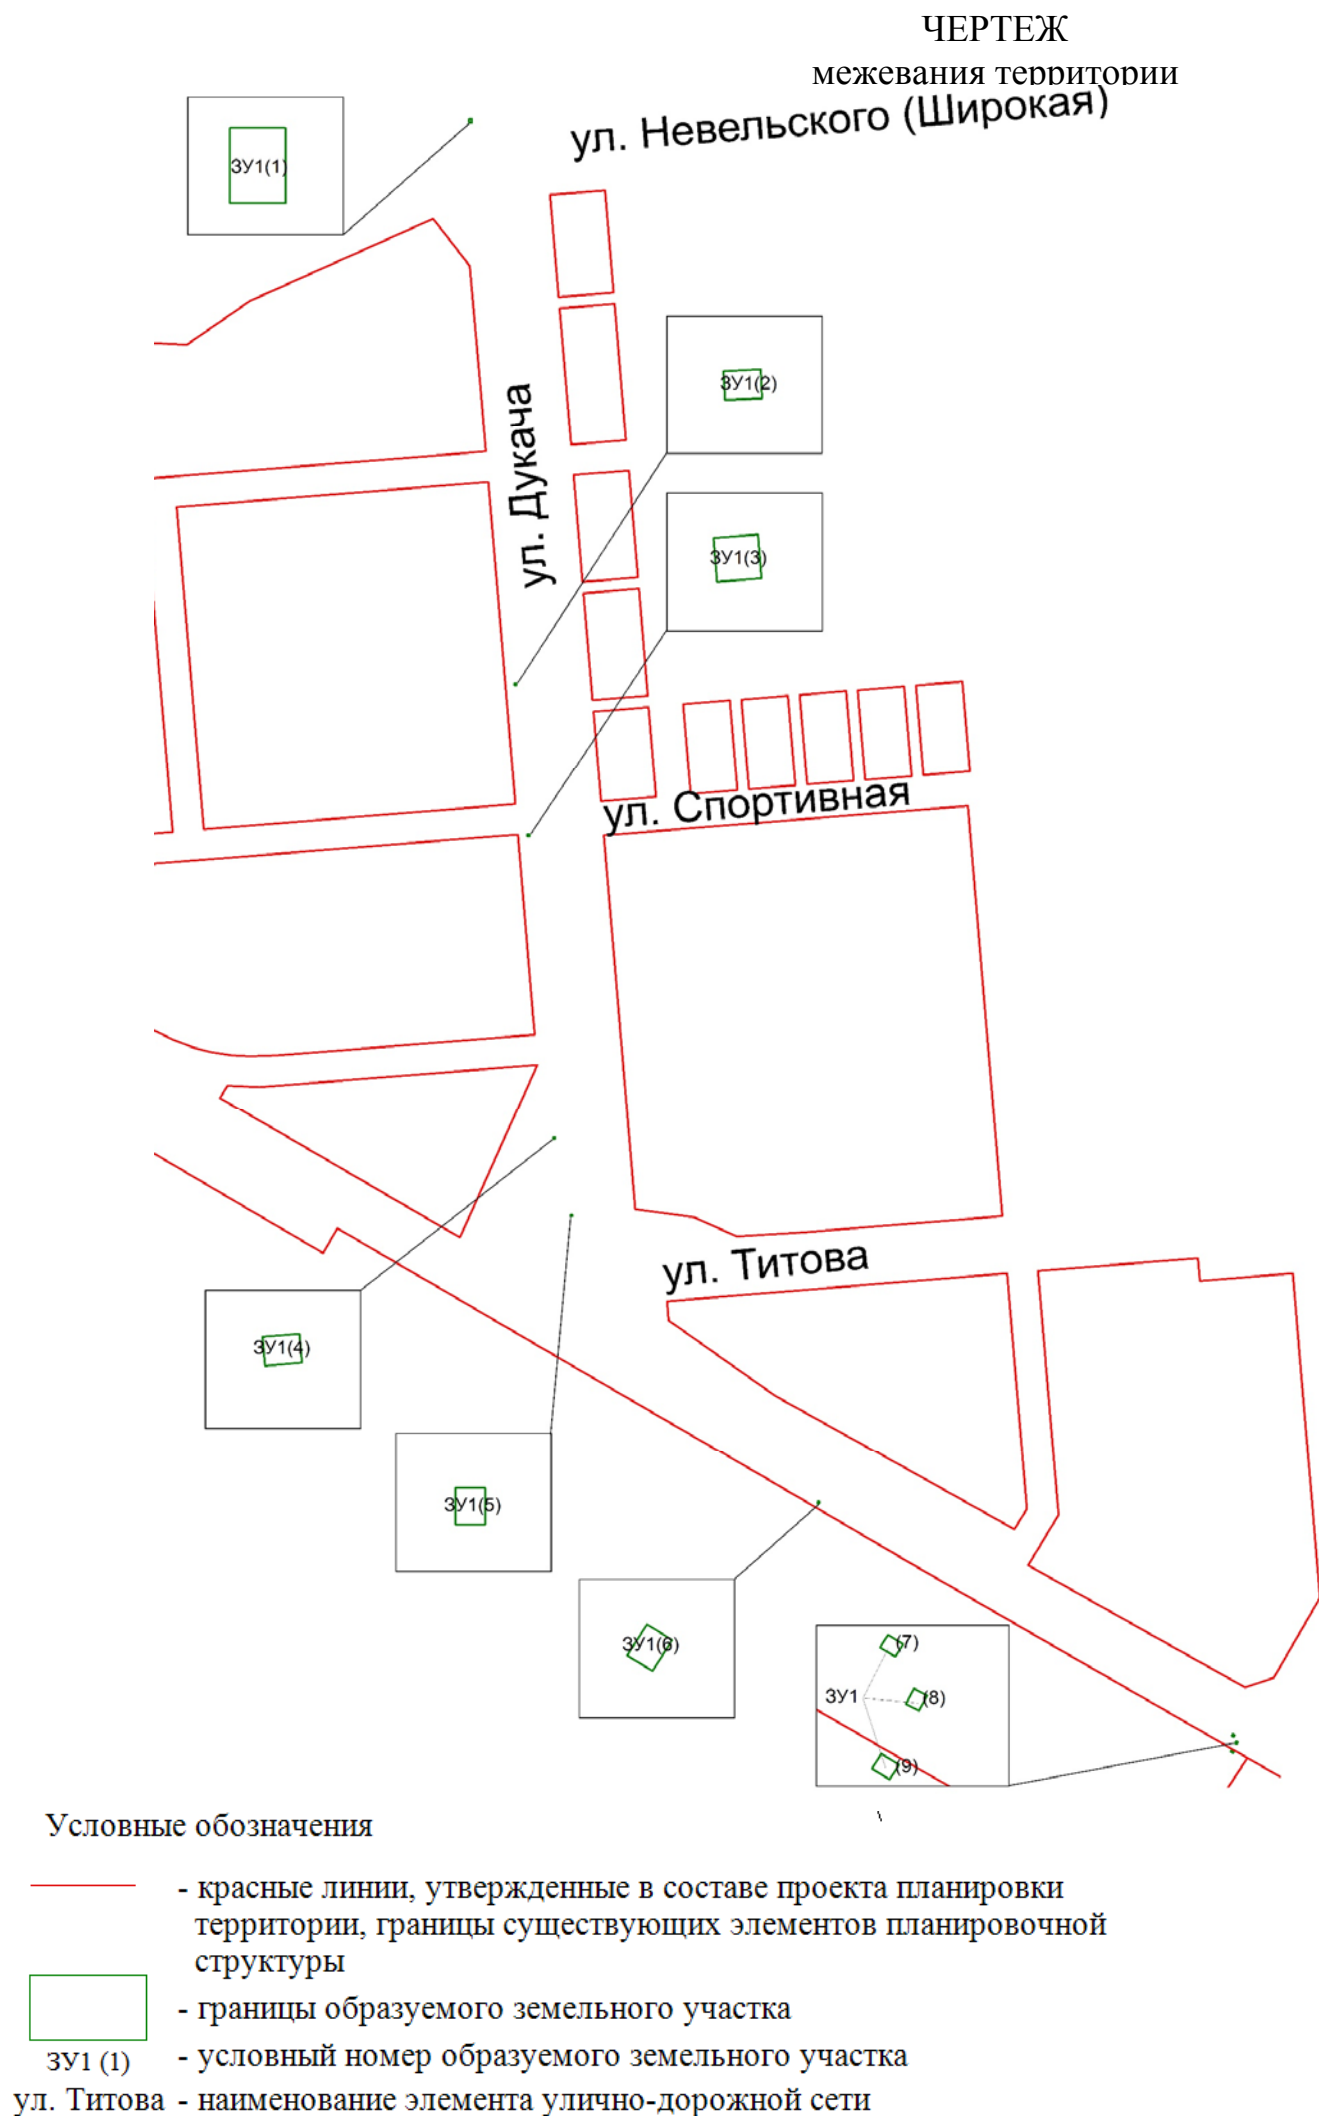 ЧЕРТЕЖ
межевания территории
ул. Невельского (Широкая)
ЗУ1(1)
ЗУ1(2)
ул. Дукача
ЗУ1(3)
ул. Спортивная
ул. Титова
ЗУ1(4)
ЗУ1(5)
ЗУ1(6)
(7)
ЗУ1
(8)
(9)
\
Условные обозначения
- красные линии, утвержденные в составе проекта планировки
территории, границы существующих элементов планировочной
структуры
- границы образуемого земельного участка
ЗУ1 (1) - условный номер образуемого земельного участка
ул. Титова - наименование элемента улично-дорожной сети